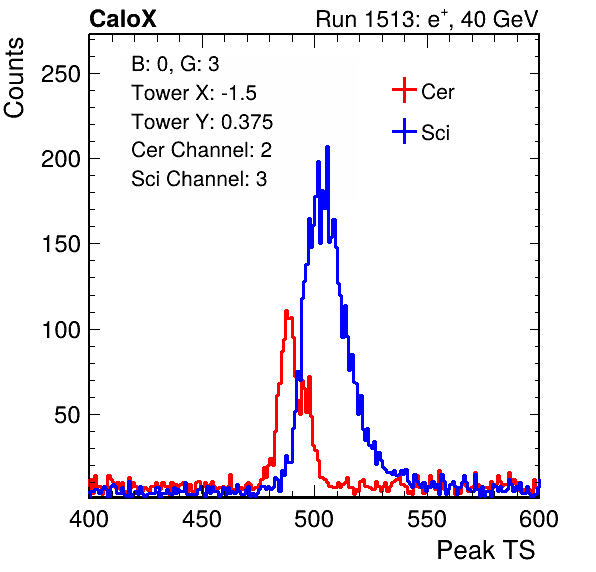 CaloX Run 1513: e⁺, 40 GeV
B: 0, G: 3
Tower X: -1.5
Tower Y: 0.375
Cer Channel: 2
Sci Channel: 3
Cer
Sci
Counts
250
200
150
100
50
400 450 500 550 600
Peak TS